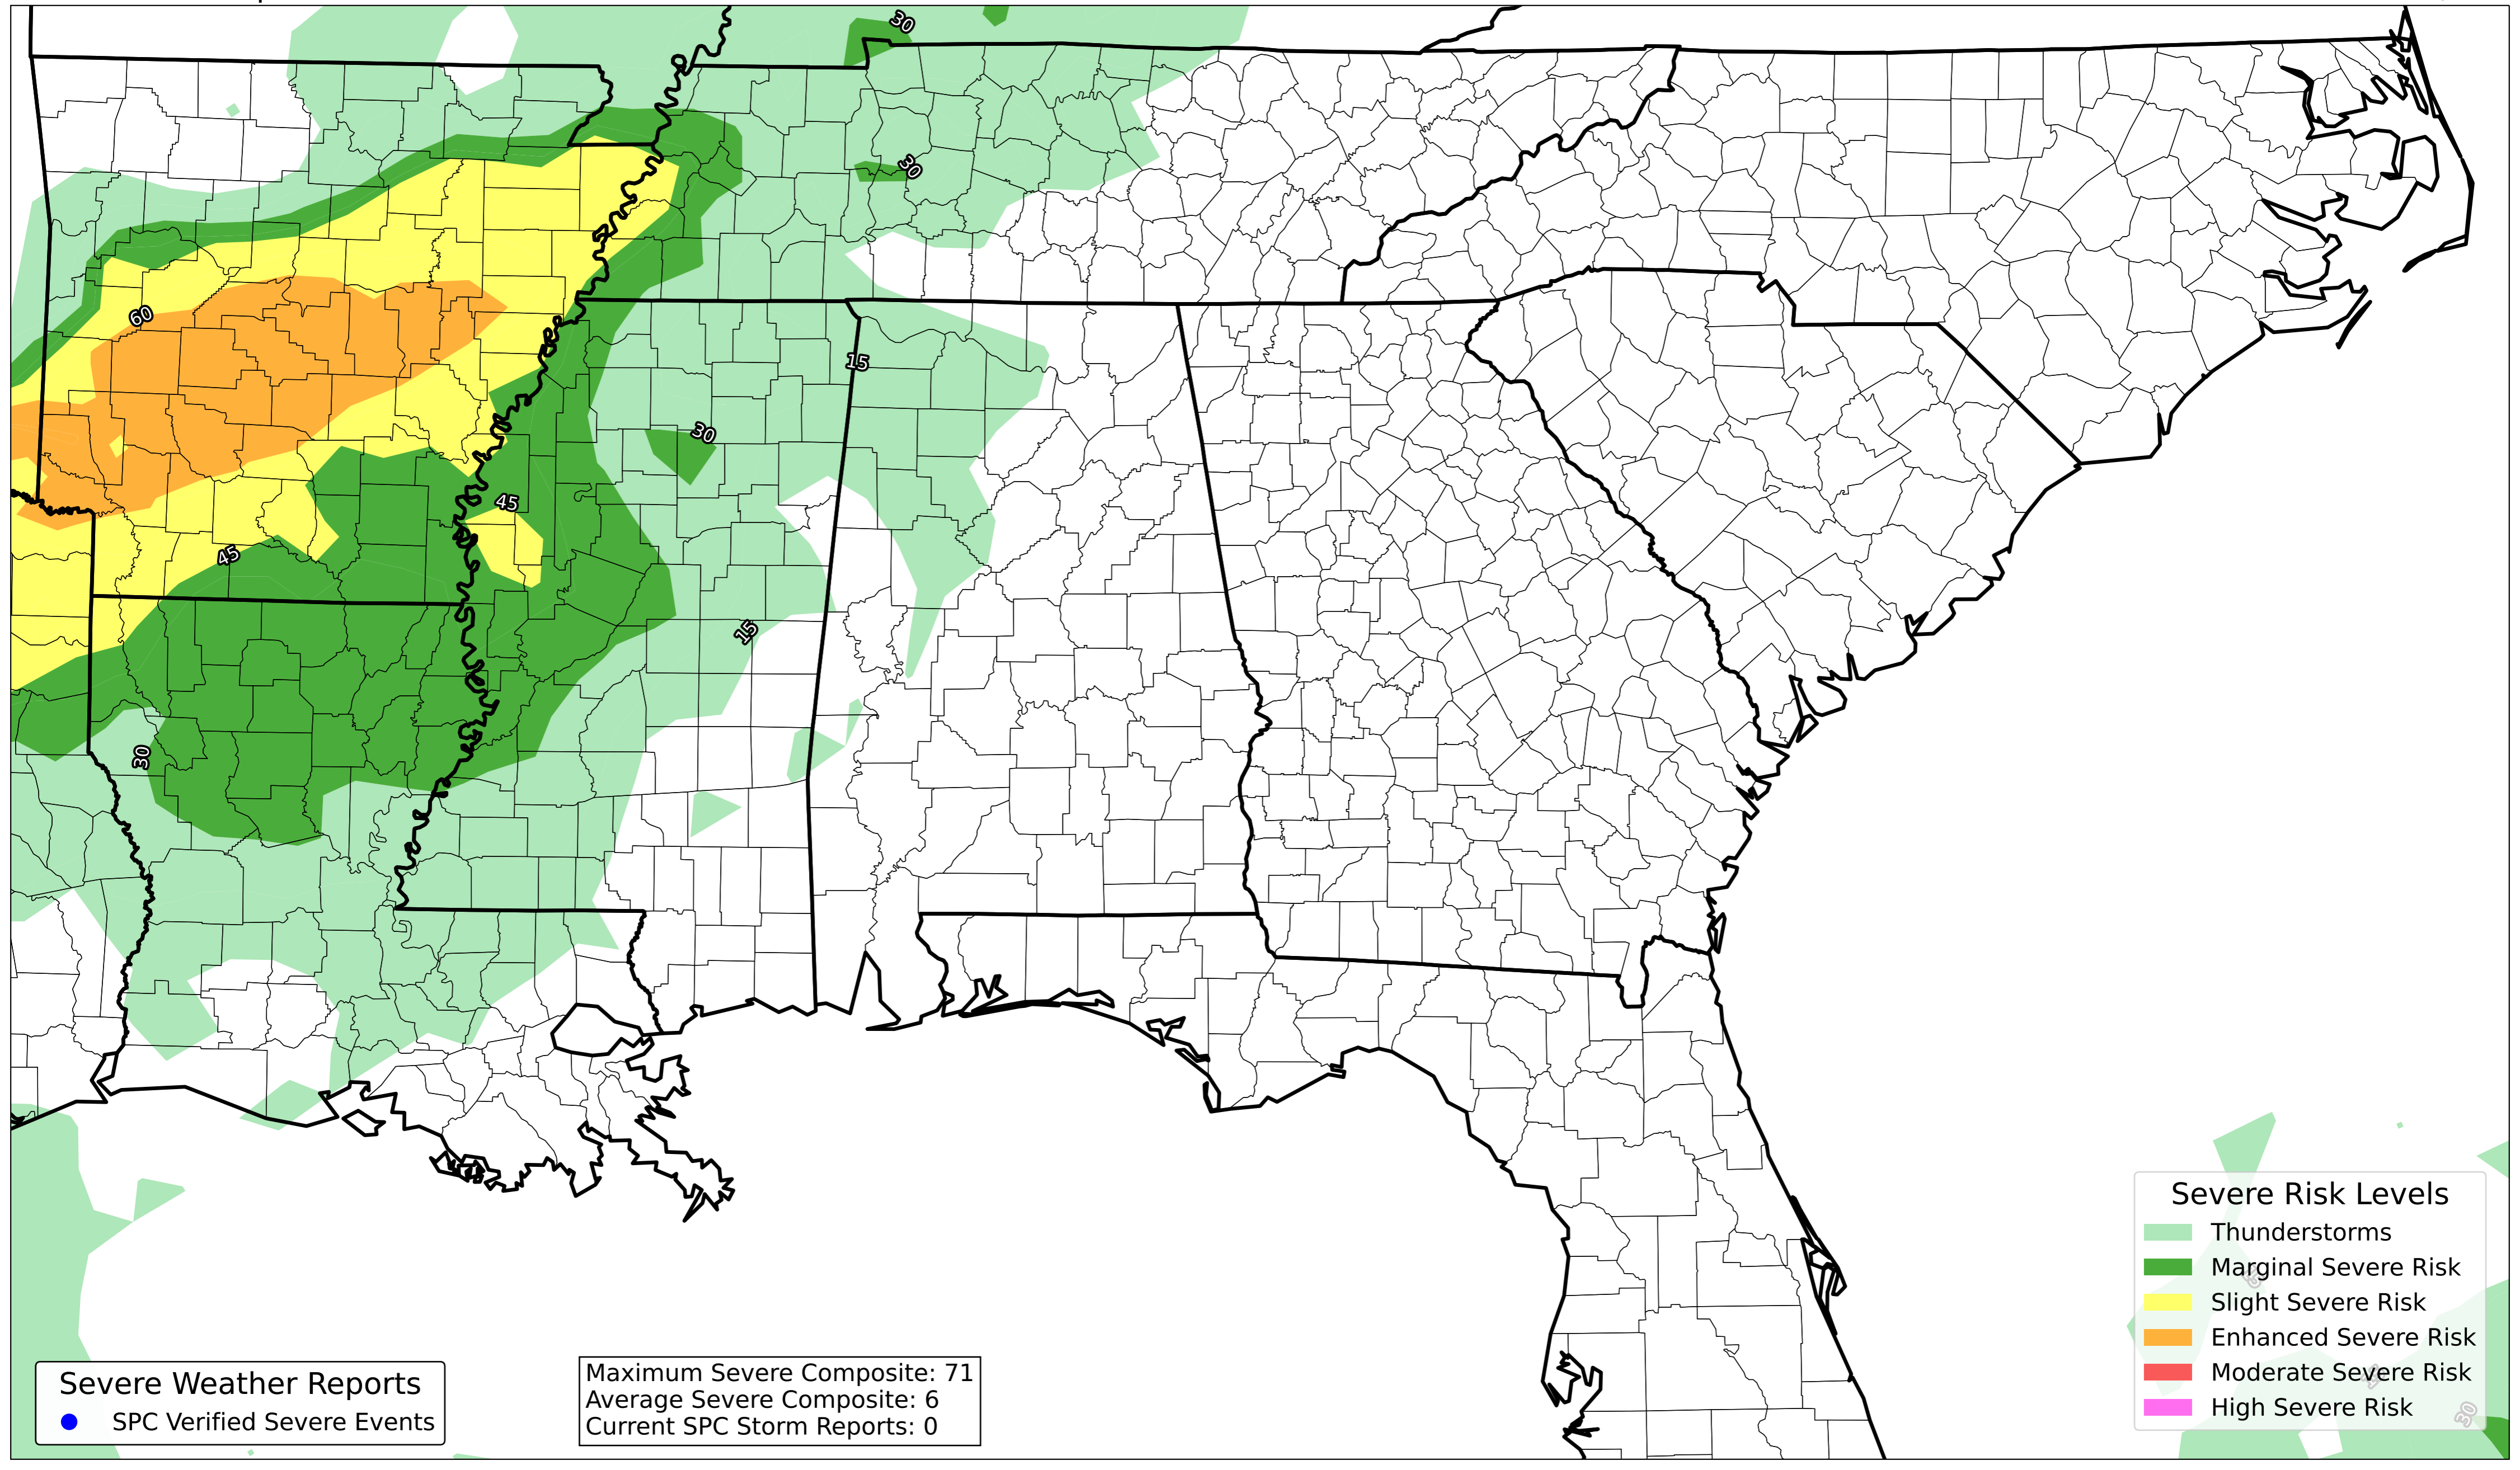 30
30
60
15
30
45
45
15
30
Severe Risk Levels
Thunderstorms
Marginal Severe Risk
Slight Severe Risk
Enhanced Severe Risk
Moderate Severe Risk
High Severe Risk
30
Severe Weather Reports
SPC Verified Severe Events
Maximum Severe Composite: 71
Average Severe Composite: 6
Current SPC Storm Reports: 0